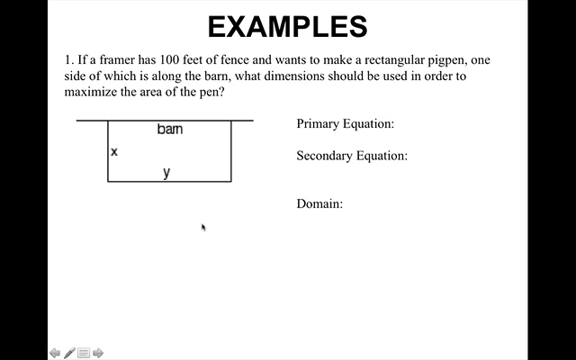 EXAMPLES
1. If a framer has 100 feet of fence and wants to make a rectangular pigpen, one
side of which is along the barn, what dimensions should be used in order to
maximize the area of the pen?
barn
x
y
Primary Equation:
Secondary Equation:
Domain: